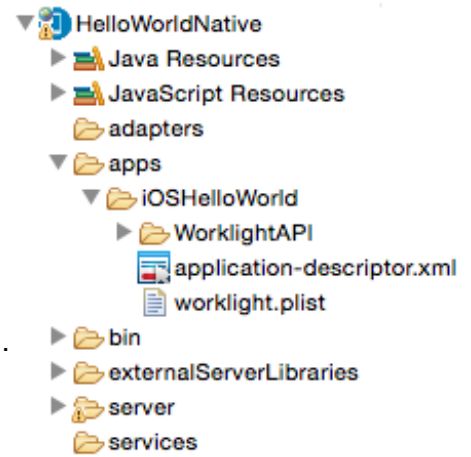 HelloWorldNative
Java Resources
JavaScript Resources
adapters
apps
iOSHelloWorld
WorklightAPI
application-descriptor.xml
worklight.plist
bin
externalServerLibraries
server
services